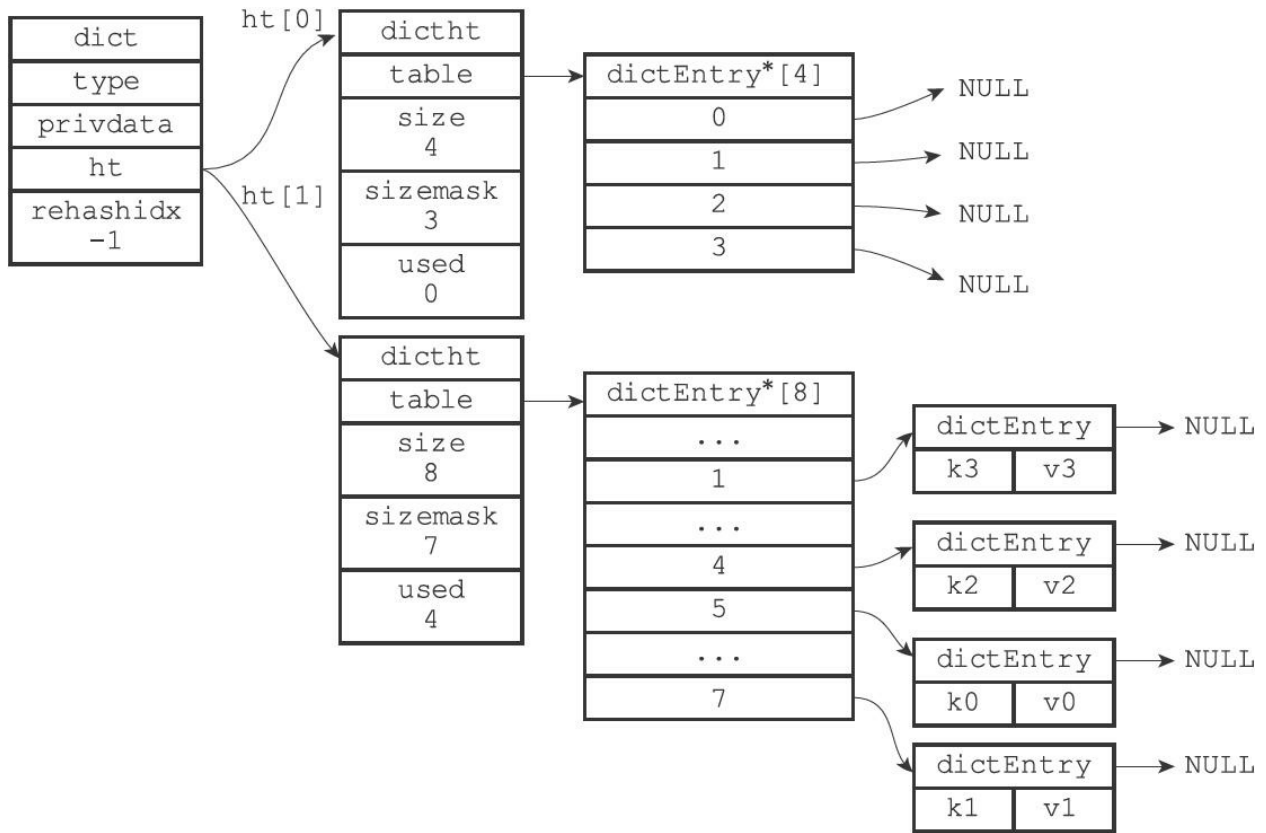 dict
type
privdata
ht
rehashidx
-1
ht[0]
ht[1]
dictht
table
size
4
sizemask
3
used
0
dictEntry*[4]
0
1
2
3
NULL
NULL
NULL
NULL
dictht
table
size
8
sizemask
7
used
4
dictEntry*[8]
...
1
...
4
5
...
7
dictEntry
k3 v3
NULL
dictEntry
k2 v2
NULL
dictEntry
k0 v0
NULL
dictEntry
k1 v1
NULL